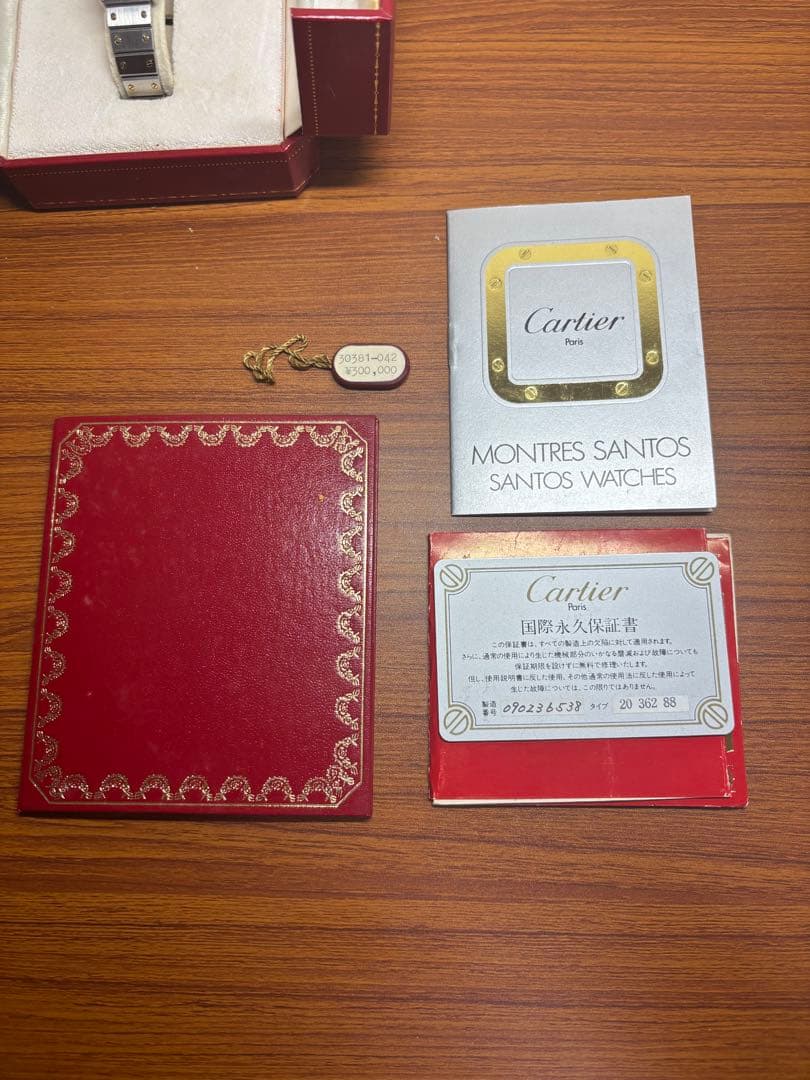 Cartier
Paris
30381-042
¥300,000
MONTRES SANTOS
SANTOS WATCHES
Cartier
Paris
国際永久保証書
この保証書は、すべての製造上の欠陥に対して適用されます。
さらに、通常の使用により生じた機械部分のいかなる磨滅および故障についても
保証期限を設けずに無料で修理いたします。
但し、使用説明書に反した使用、その他通常の使用法に反した使用によって
生じた故障については、この限りではありません。
製造番号 090236538 タイプ 20 362 88